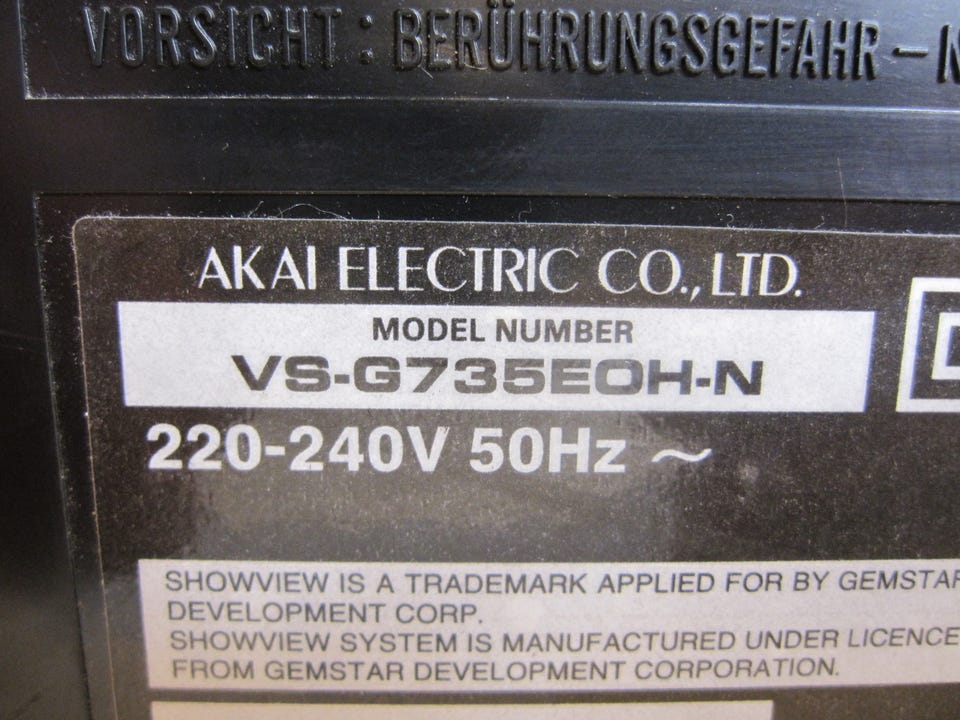 VORSICHT : BERÜHRUNGSGEFAHR –
AKAI ELECTRIC CO., LTD.
MODEL NUMBER
VS-G735EOH-N
220-240V 50Hz ~
SHOWVIEW IS A TRADEMARK APPLIED FOR BY GEMSTAR
DEVELOPMENT CORP.
SHOWVIEW SYSTEM IS MANUFACTURED UNDER LICENCE
FROM GEMSTAR DEVELOPMENT CORPORATION.